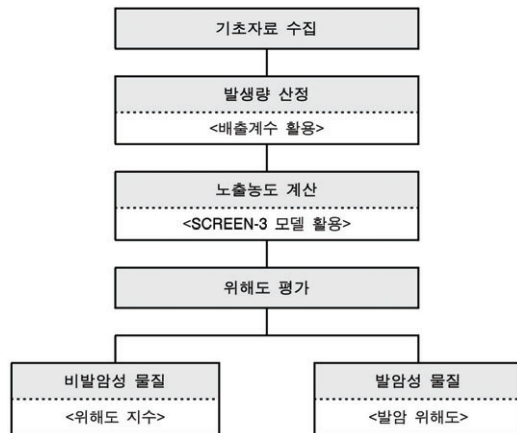 기초자료 수집
발생량 산정
<배출계수 활용>
노출농도 계산
<SCREEN-3 모델 활용>
위해도 평가
비발암성 물질
<위해도 지수>
발암성 물질
<발암 위해도>